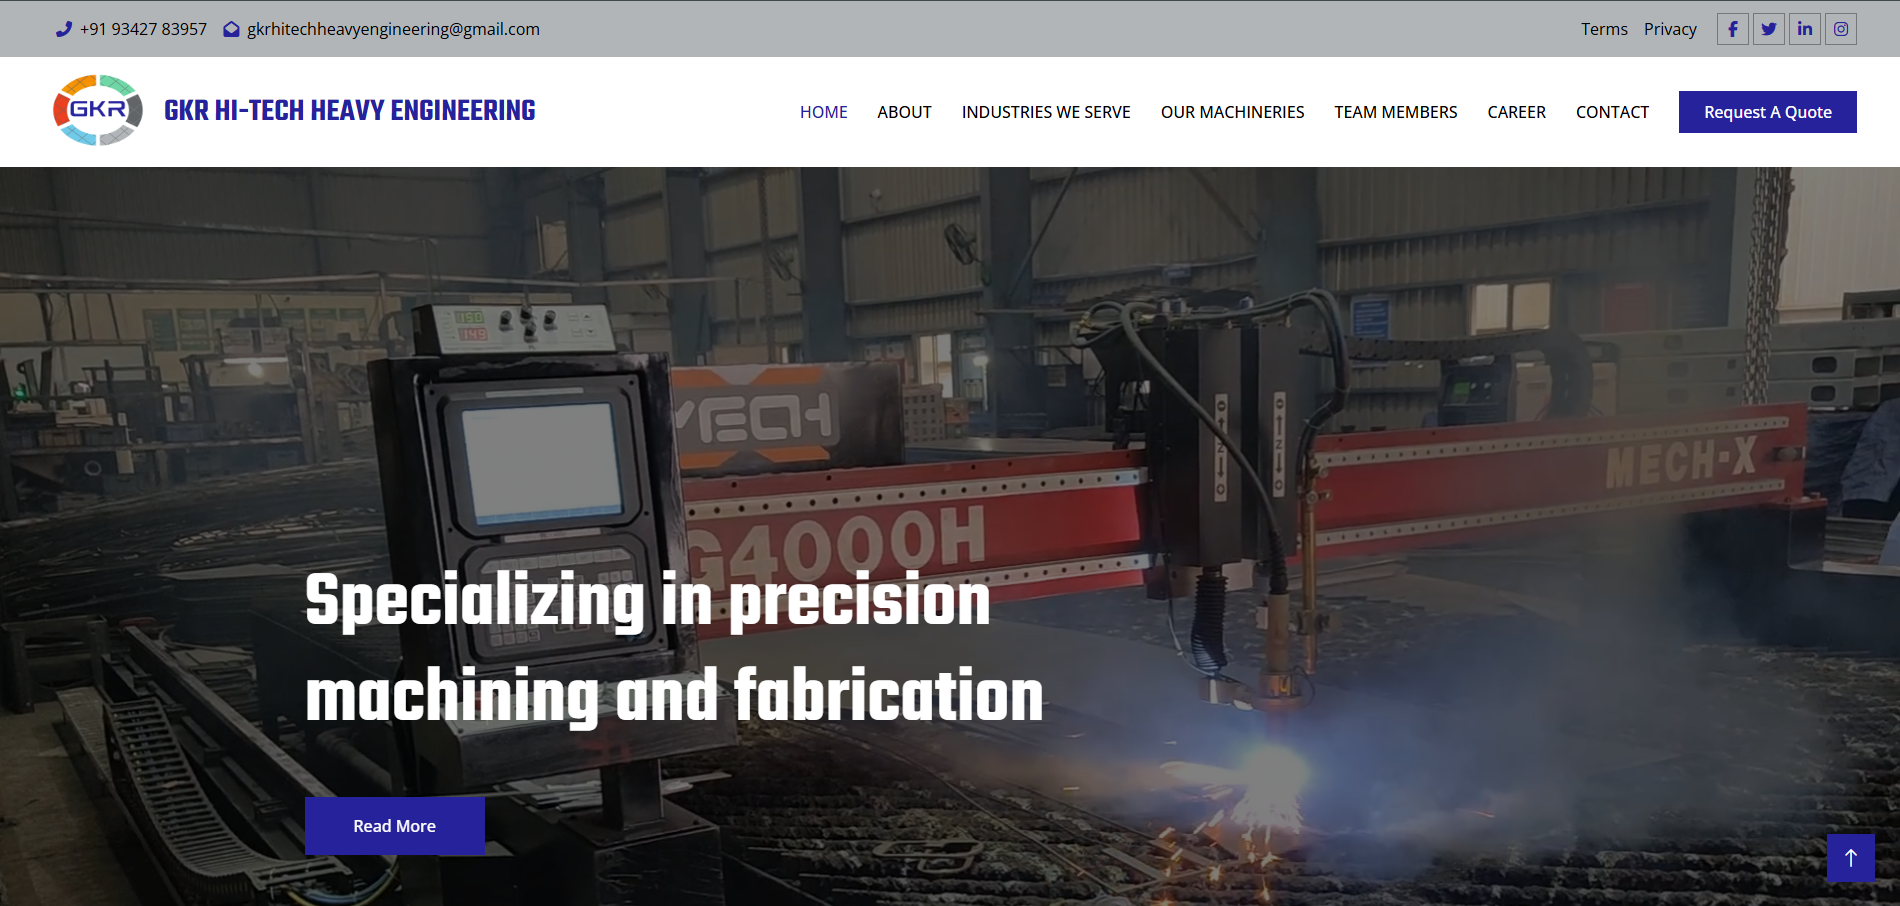 +91 93427 83957 gkrhitechheavyengineering@gmail.com Terms Privacy
GKR GKR HI-TECH HEAVY ENGINEERING HOME ABOUT INDUSTRIES WE SERVE OUR MACHINERIES TEAM MEMBERS CAREER CONTACT Request A Quote
MECH-X
G4000H
Specializing in precision
machining and fabrication
Read More